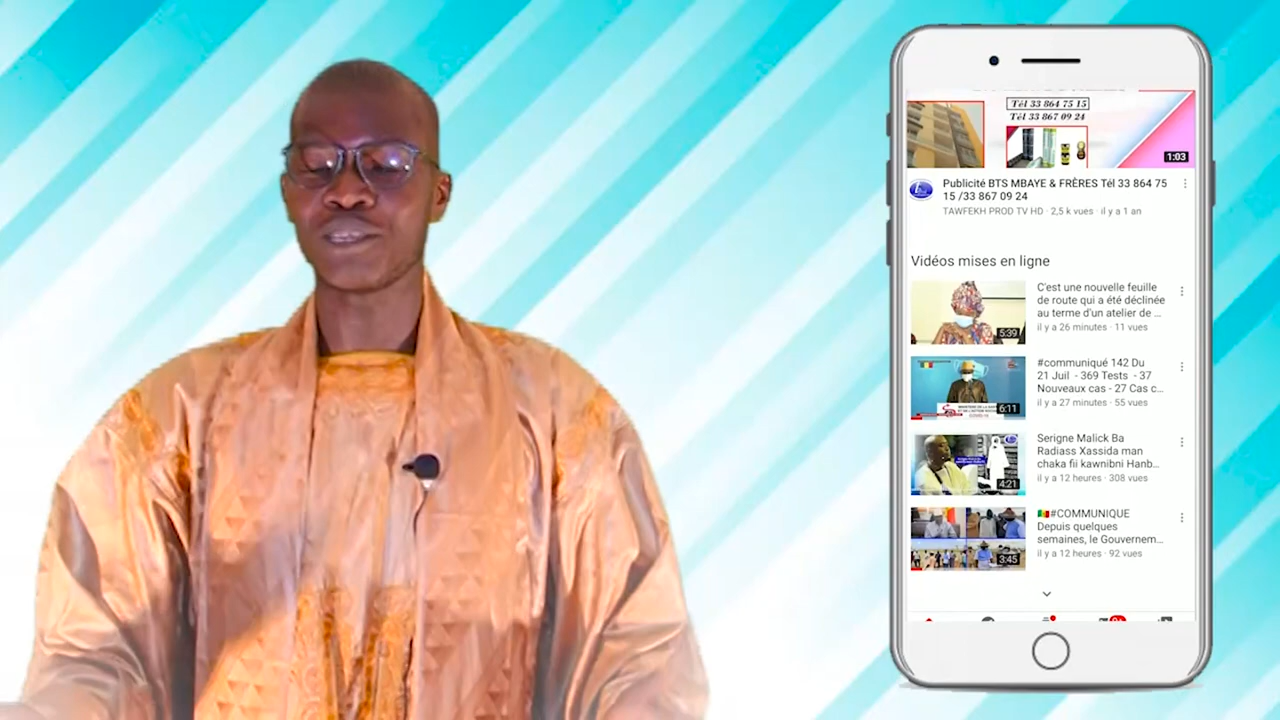 Tél 33 864 75 15
Tél 33 867 09 24
1:03
Publicité BTS MBAYE & FRÈRES Tél 33 864 75
15 /33 867 09 24
TAWFEKH PROD TV HD · 2,5 k vues · il y a 1 an
Vidéos mises en ligne
C'est une nouvelle feuille
de route qui a été déclinée
au terme d'un atelier de ...
il y a 26 minutes · 11 vues
5:39
#communiqué 142 Du
21 Juil - 369 Tests - 37
Nouveaux cas - 27 Cas c...
il y a 27 minutes · 55 vues
6:11
Serigne Malick Ba
Radiass Xassida man
chaka fii kawnibni Hanb...
il y a 12 heures · 308 vues
4:21
#COMMUNIQUE
Depuis quelques
semaines, le Gouvernem...
il y a 12 heures · 92 vues
3:45